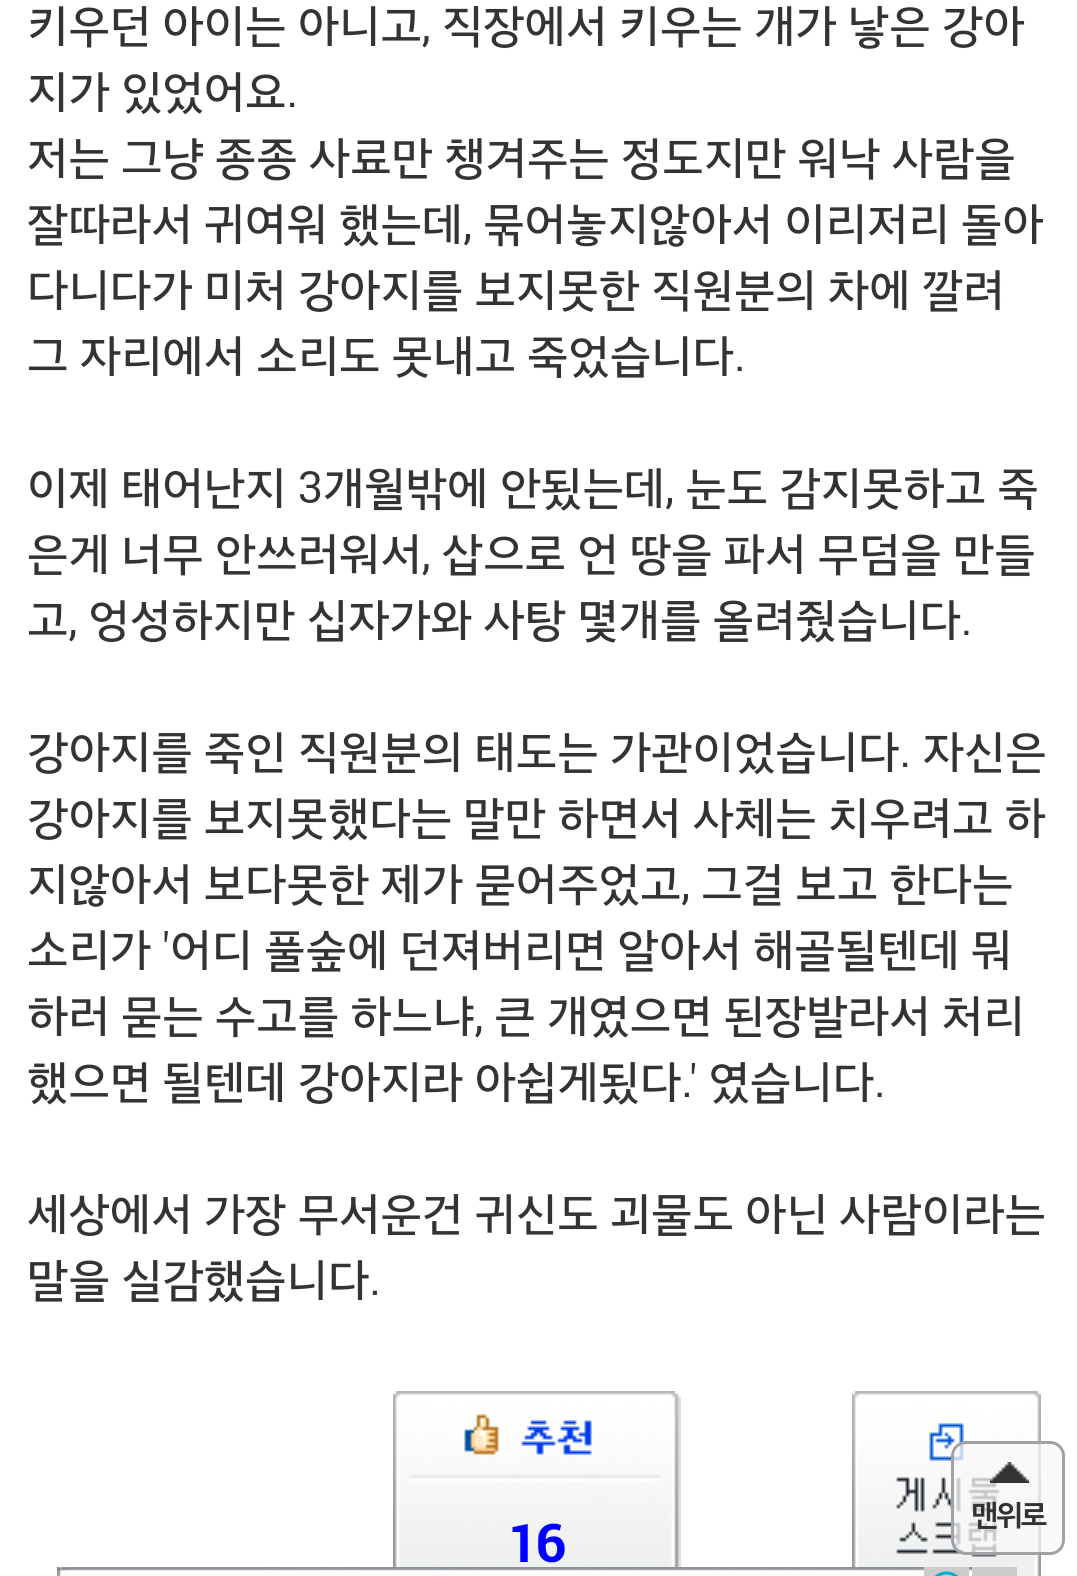 키우던 아이는 아니고, 직장에서 키우는 개가 낳은 강아
지가 있었어요.
저는 그냥 종종 사료만 챙겨주는 정도지만 워낙 사람을
잘따라서 귀여워 했는데, 묶어놓지않아서 이리저리 돌아
다니다가 미처 강아지를 보지못한 직원분의 차에 깔려
그 자리에서 소리도 못내고 죽었습니다.
이제 태어난지 3개월밖에 안됬는데, 눈도 감지못하고 죽
은게 너무 안쓰러워서, 삽으로 언 땅을 파서 무덤을 만들
고, 엉성하지만 십자가와 사탕 몇개를 올려줬습니다.
강아지를 죽인 직원분의 태도는 가관이었습니다. 자신은
강아지를 보지못했다는 말만 하면서 사체는 치우려고 하
지않아서 보다못한 제가 묻어주었고, 그걸 보고 한다는
소리가 '어디 풀숲에 던져버리면 알아서 해골될텐데 뭐
하러 묻는 수고를 하느냐, 큰 개였으면 된장발라서 처리
했으면 될텐데 강아지라 아쉽게됬다.' 였습니다.
세상에서 가장 무서운건 귀신도 괴물도 아닌 사람이라는
말을 실감했습니다.
추천
16
게시물
스크랩
맨위로